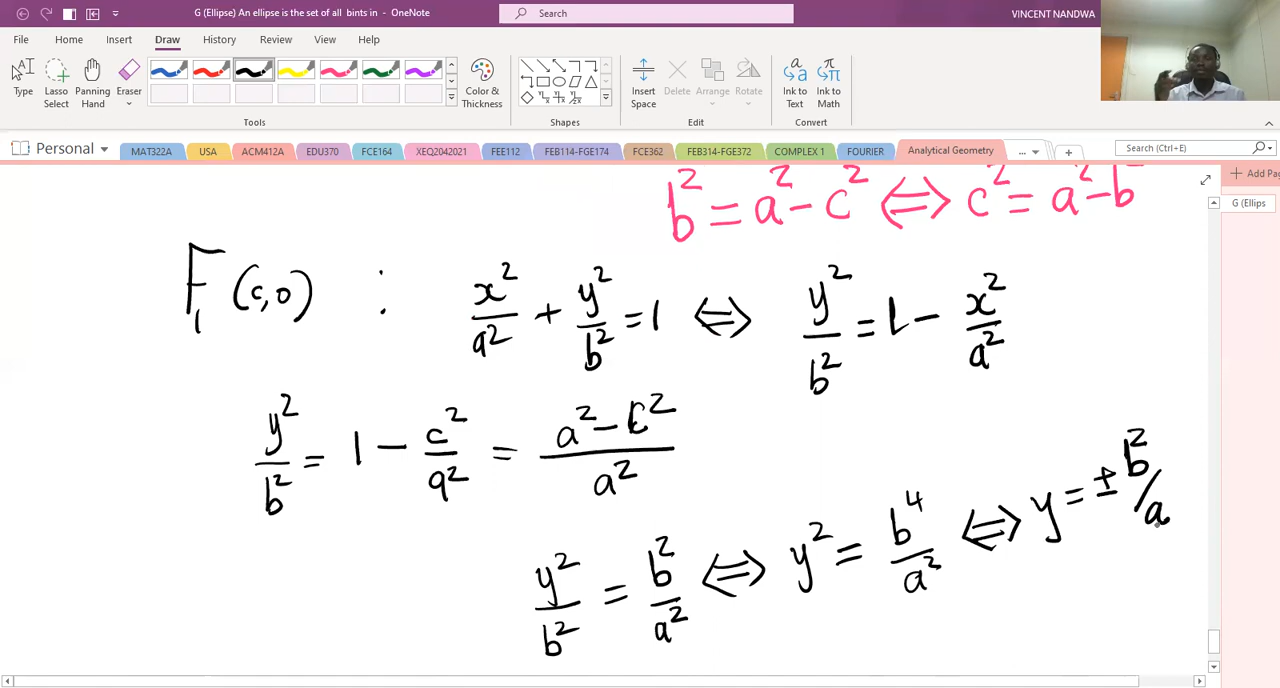 G (Ellipse) An ellipse is the set of all bints in - OneNote
Search
VINCENT NANDWA
File Home Insert Draw History Review View Help
Type
Lasso Select
Panning Hand
Eraser
Color & Thickness
Insert Space
Delete
Arrange
Rotate
Ink to Text
Ink to Math
Tools
Shapes
Edit
Convert
Personal
MAT322A USA ACM412A EDU370 FCE164 XEQ2042021 FEE112 FEB114-FGE174 FCE362 FEB314-FGE372 COMPLEX 1 FOURIER Analytical Geometry ... +
Search (Ctrl+E)
+ Add Pag
G (Ellips
b² = a² - c² ⟺ c² = a² - b²
F₁ (c,0) : x²/a² + y²/b² = 1 ⟺ y²/b² = 1 - x²/a²
y²/b² = 1 - c²/a² = a² - c²/a²
y²/b² = b²/a² ⟺ y² = b⁴/a² ⟺ y = ± b²/a